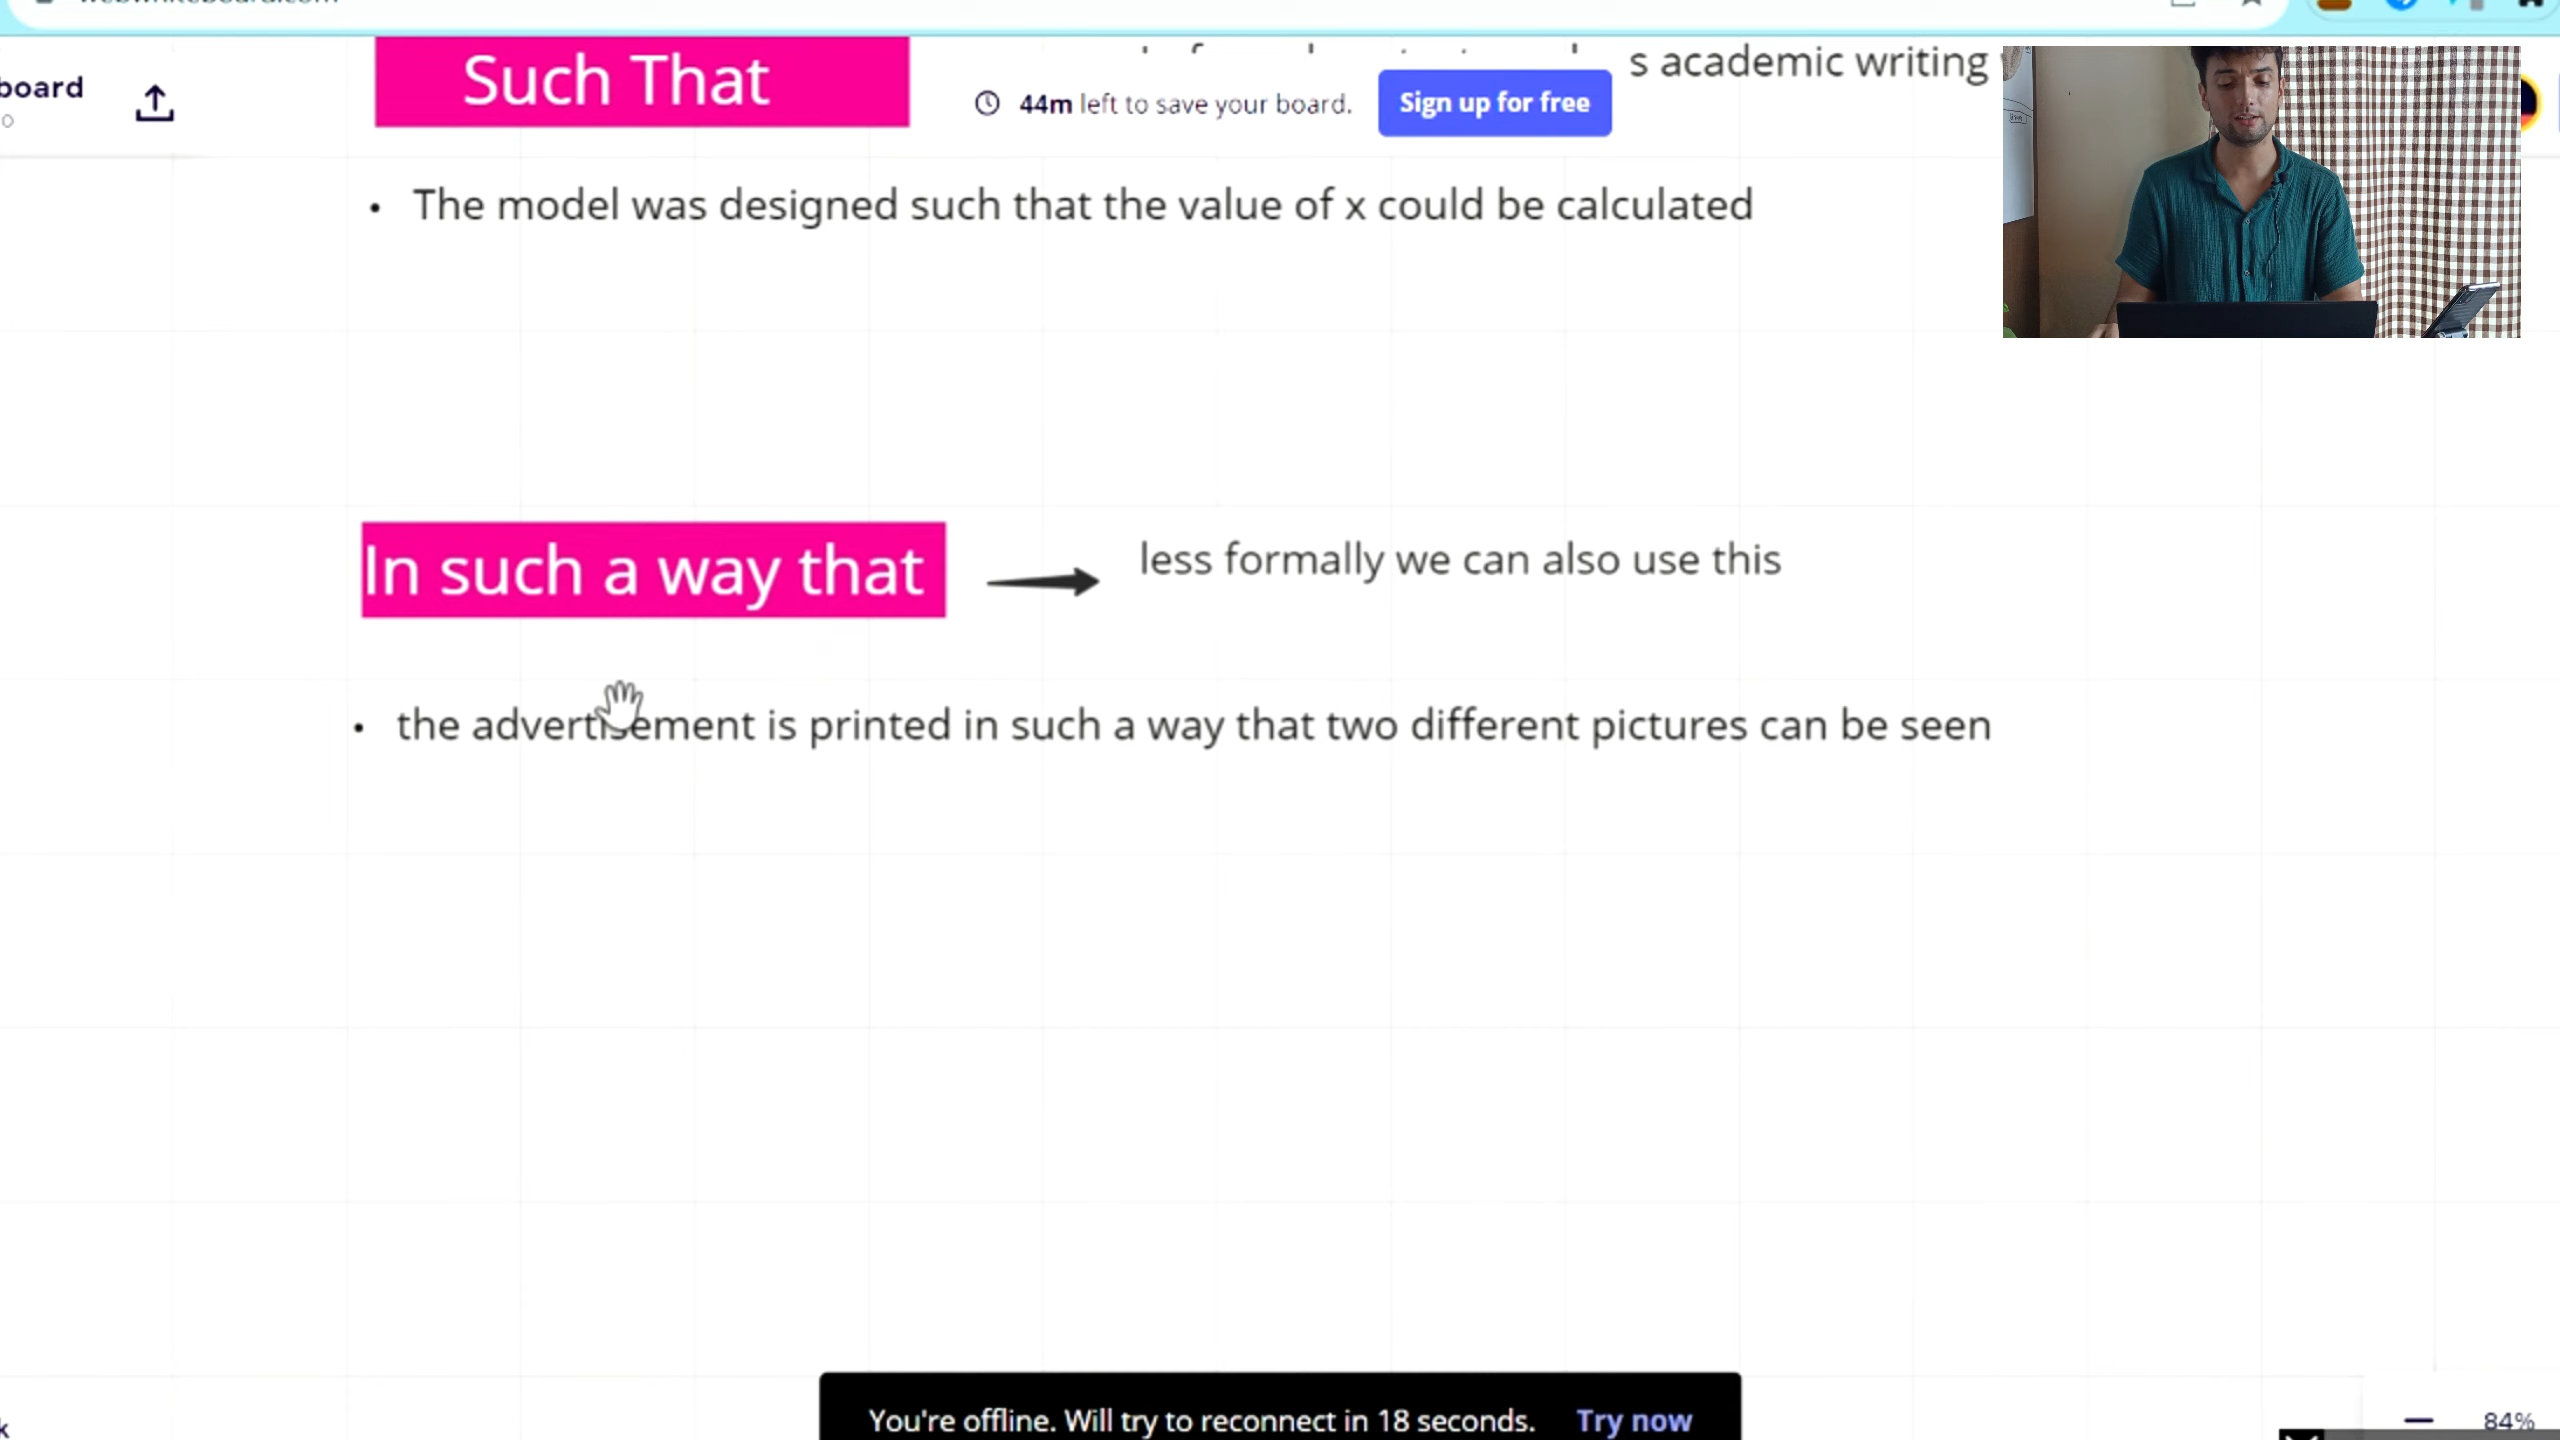 Such That
s academic writing
board
44m left to save your board.
Sign up for free
• The model was designed such that the value of x could be calculated
In such a way that
less formally we can also use this
• the advertisement is printed in such a way that two different pictures can be seen
You're offline. Will try to reconnect in 18 seconds. Try now
84%